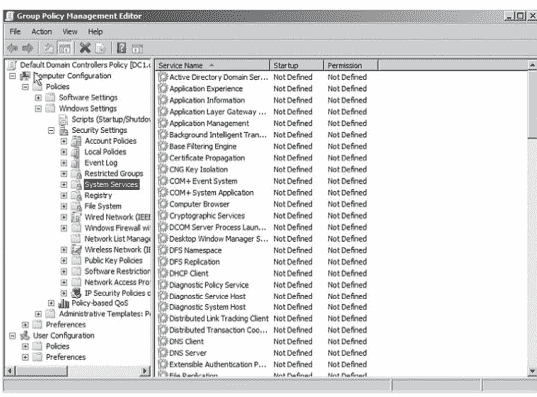 Group Policy Management Editor
File Action View Help
Default Domain Controllers Policy [DC1.c
Computer Configuration
Policies
Software Settings
Windows Settings
Scripts (Startup/Shutdov
Security Settings
Account Policies
Local Policies
Event Log
Restricted Groups
System Services
Registry
File System
Wired Network (IEEE
Windows Firewall wi
Network List Manage
Wireless Network (IE
Public Key Policies
Software Restriction
Network Access Pro
IP Security Policies o
Policy-based QoS
Administrative Templates: P
Preferences
User Configuration
Policies
Preferences
Service Name Startup Permission
Active Directory Domain Ser... Not Defined Not Defined
Application Experience Not Defined Not Defined
Application Information Not Defined Not Defined
Application Layer Gateway ... Not Defined Not Defined
Application Management Not Defined Not Defined
Background Intelligent Tran... Not Defined Not Defined
Base Filtering Engine Not Defined Not Defined
Certificate Propagation Not Defined Not Defined
CNG Key Isolation Not Defined Not Defined
COM+ Event System Not Defined Not Defined
COM+ System Application Not Defined Not Defined
Computer Browser Not Defined Not Defined
Cryptographic Services Not Defined Not Defined
DCOM Server Process Laun... Not Defined Not Defined
Desktop Window Manager S... Not Defined Not Defined
DFS Namespace Not Defined Not Defined
DFS Replication Not Defined Not Defined
DHCP Client Not Defined Not Defined
Diagnostic Policy Service Not Defined Not Defined
Diagnostic Service Host Not Defined Not Defined
Diagnostic System Host Not Defined Not Defined
Distributed Link Tracking Client Not Defined Not Defined
Distributed Transaction Coo... Not Defined Not Defined
DNS Client Not Defined Not Defined
DNS Server Not Defined Not Defined
Extensible Authentication P... Not Defined Not Defined
File Replication Not Defined Not Defined